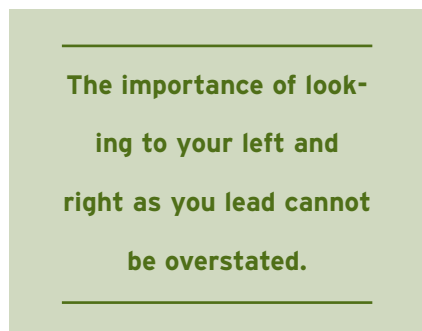 The importance of look-
ing to your left and
right as you lead cannot
be overstated.